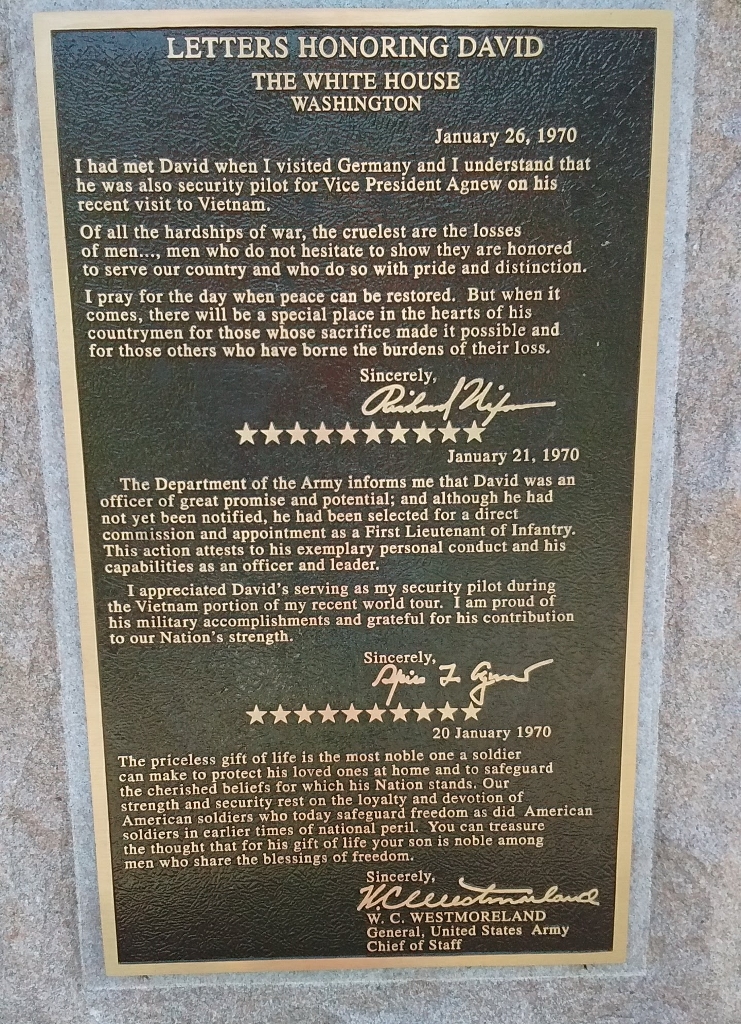 LETTERS HONORING DAVID
THE WHITE HOUSE
WASHINGTON
January 26, 1970
I had met David when I visited Germany and I understand that
he was also security pilot for Vice President Agnew on his
recent visit to Vietnam.
Of all the hardships of war, the cruelest are the losses
of men..., men who do not hesitate to show they are honored
to serve our country and who do so with pride and distinction.
I pray for the day when peace can be restored. But when it
comes, there will be a special place in the hearts of his
countrymen for those whose sacrifice made it possible and
for those others who have borne the burdens of their loss.
Sincerely,
Richard Nixon
January 21, 1970
The Department of the Army informs me that David was an
officer of great promise and potential; and although he had
not yet been notified, he had been selected for a direct
commission and appointment as a First Lieutenant of Infantry.
This action attests to his exemplary personal conduct and his
capabilities as an officer and leader.
I appreciated David's serving as my security pilot during
the Vietnam portion of my recent world tour. I am proud of
his military accomplishments and grateful for his contribution
to our Nation's strength.
Sincerely,
Spiro T Agnew
20 January 1970
The priceless gift of life is the most noble one a soldier
can make to protect his loved ones at home and to safeguard
the cherished beliefs for which his Nation stands. Our
strength and security rest on the loyalty and devotion of
American soldiers who today safeguard freedom as did American
soldiers in earlier times of national peril. You can treasure
the thought that for his gift of life your son is noble among
men who share the blessings of freedom.
Sincerely,
W.C. Westmoreland
W. C. WESTMORELAND
General, United States Army
Chief of Staff